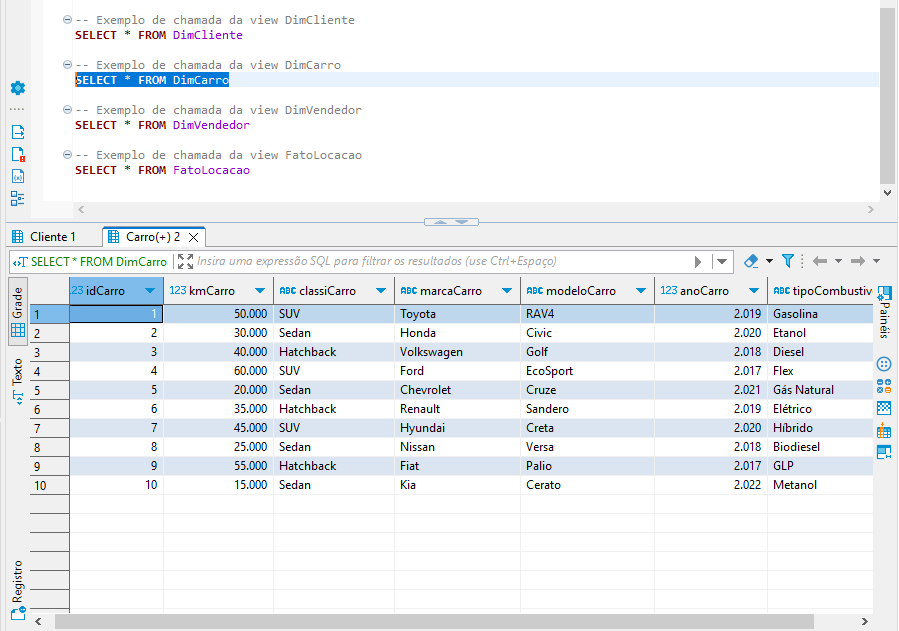 -- Exemplo de chamada da view DimCliente
SELECT * FROM DimCliente
-- Exemplo de chamada da view DimCarro
SELECT * FROM DimCarro
-- Exemplo de chamada da view DimVendedor
SELECT * FROM DimVendedor
-- Exemplo de chamada da view FatoLocacao
SELECT * FROM FatoLocacao
Cliente 1 Carro(+) 2
SELECT * FROM DimCarro Insira uma expressão SQL para filtrar os resultados (use Ctrl+Espaço)
Grade
Texto
Registro
123 idCarro 123 kmCarro ABC classiCarro ABC marcaCarro ABC modeloCarro 123 anoCarro ABC tipoCombustiv
1 1 50.000 SUV Toyota RAV4 2.019 Gasolina
2 2 30.000 Sedan Honda Civic 2.020 Etanol
3 3 40.000 Hatchback Volkswagen Golf 2.018 Diesel
4 4 60.000 SUV Ford EcoSport 2.017 Flex
5 5 20.000 Sedan Chevrolet Cruze 2.021 Gás Natural
6 6 35.000 Hatchback Renault Sandero 2.019 Elétrico
7 7 45.000 SUV Hyundai Creta 2.020 Híbrido
8 8 25.000 Sedan Nissan Versa 2.018 Biodiesel
9 9 55.000 Hatchback Fiat Palio 2.017 GLP
10 10 15.000 Sedan Kia Cerato 2.022 Metanol
Painéis